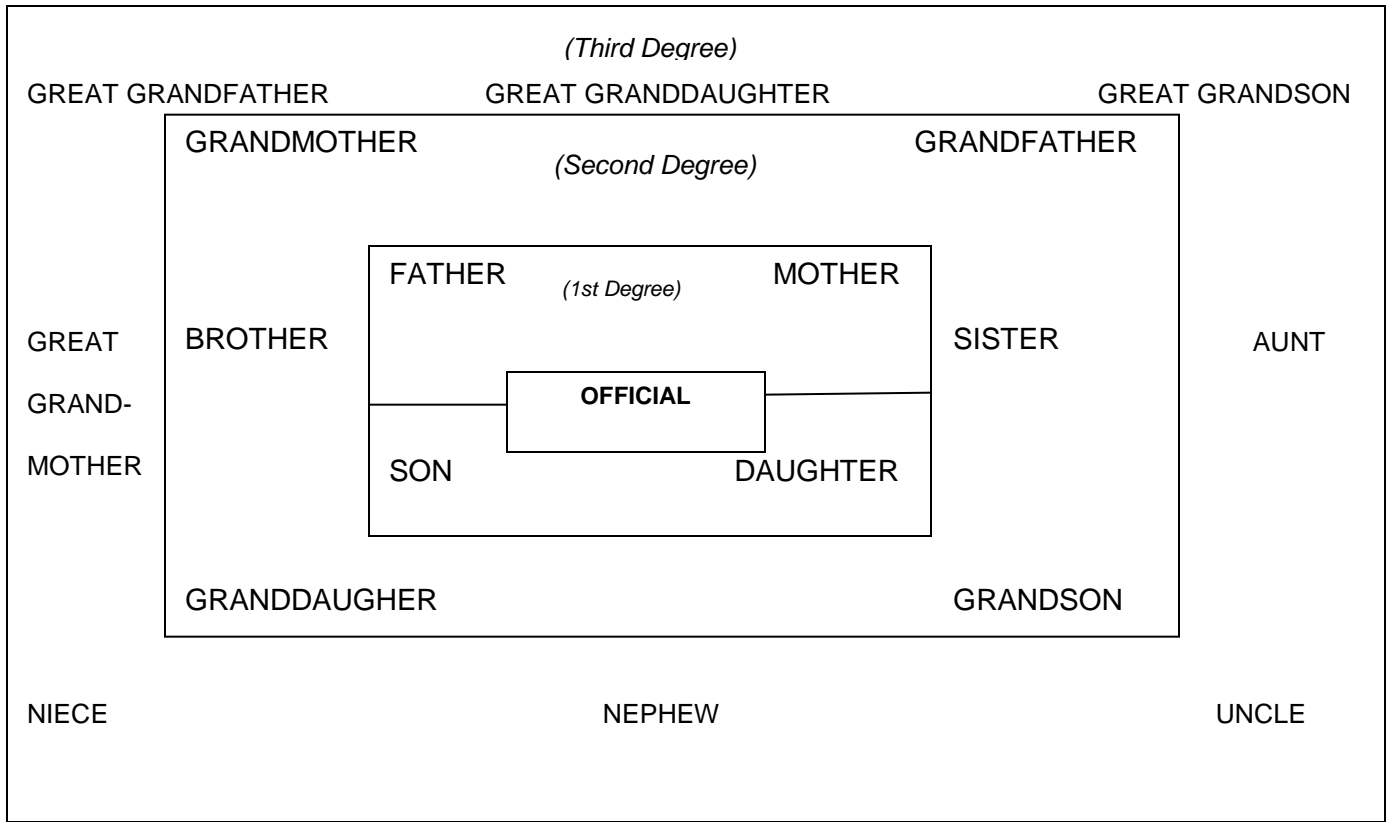 (Third Degree)
GREAT GRANDFATHER GREAT GRANDDAUGHTER GREAT GRANDSON
GRANDMOTHER GRANDFATHER
(Second Degree)
FATHER (1st Degree) MOTHER
GREAT BROTHER SISTER AUNT
OFFICIAL
GRAND-
MOTHER SON DAUGHTER
GRANDDAUGHER GRANDSON
NIECE NEPHEW UNCLE